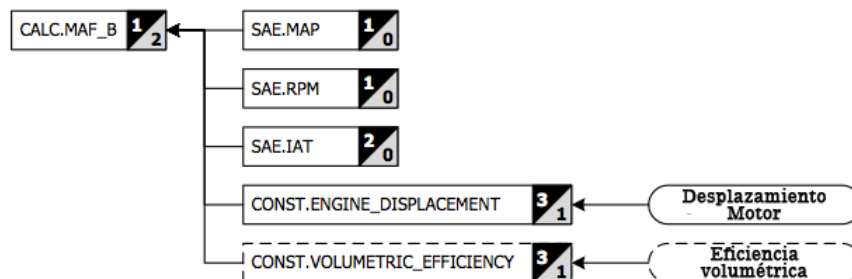 CALC.MAF_B 1/2
SAE.MAP 1/0
SAE.RPM 1/0
SAE.IAT 2/0
CONST.ENGINE_DISPLACEMENT 3/1
Desplazamiento
Motor
CONST.VOLUMETRIC_EFFICIENCY 3/1
Eficiencia
volumétrica